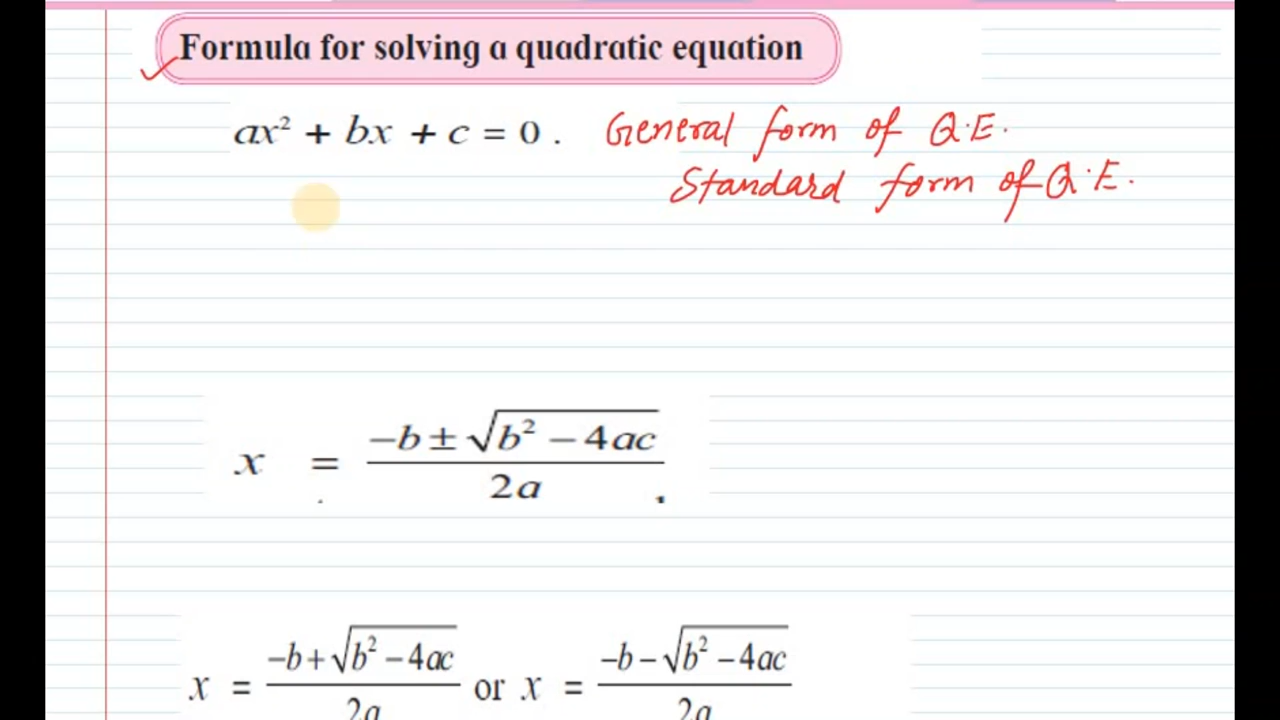 Formula for solving a quadratic equation
ax² + bx + c = 0 . General form of Q.E.
Standard form of Q.E.
x = (-b ± √(b² - 4ac)) / 2a ,
x = (-b + √(b² - 4ac)) / 2a or x = (-b - √(b² - 4ac)) / 2a